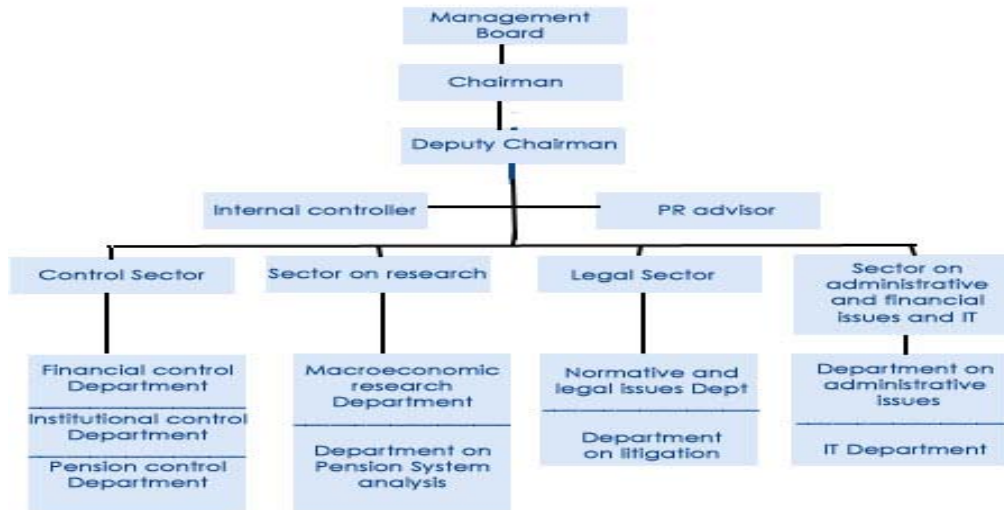 Management
Board
Chairman
Deputy Chairman
Internal controller
PR advisor
Control Sector
Sector on research
Legal Sector
Sector on
administrative
and financial
issues and IT
Financial control
Department
Institutional control
Department
Pension control
Department
Macroeconomic
research
Department
Department on
Pension System
analysis
Normative and
legal issues Dept
Department
on litigation
Department on
administrative
issues
IT Department